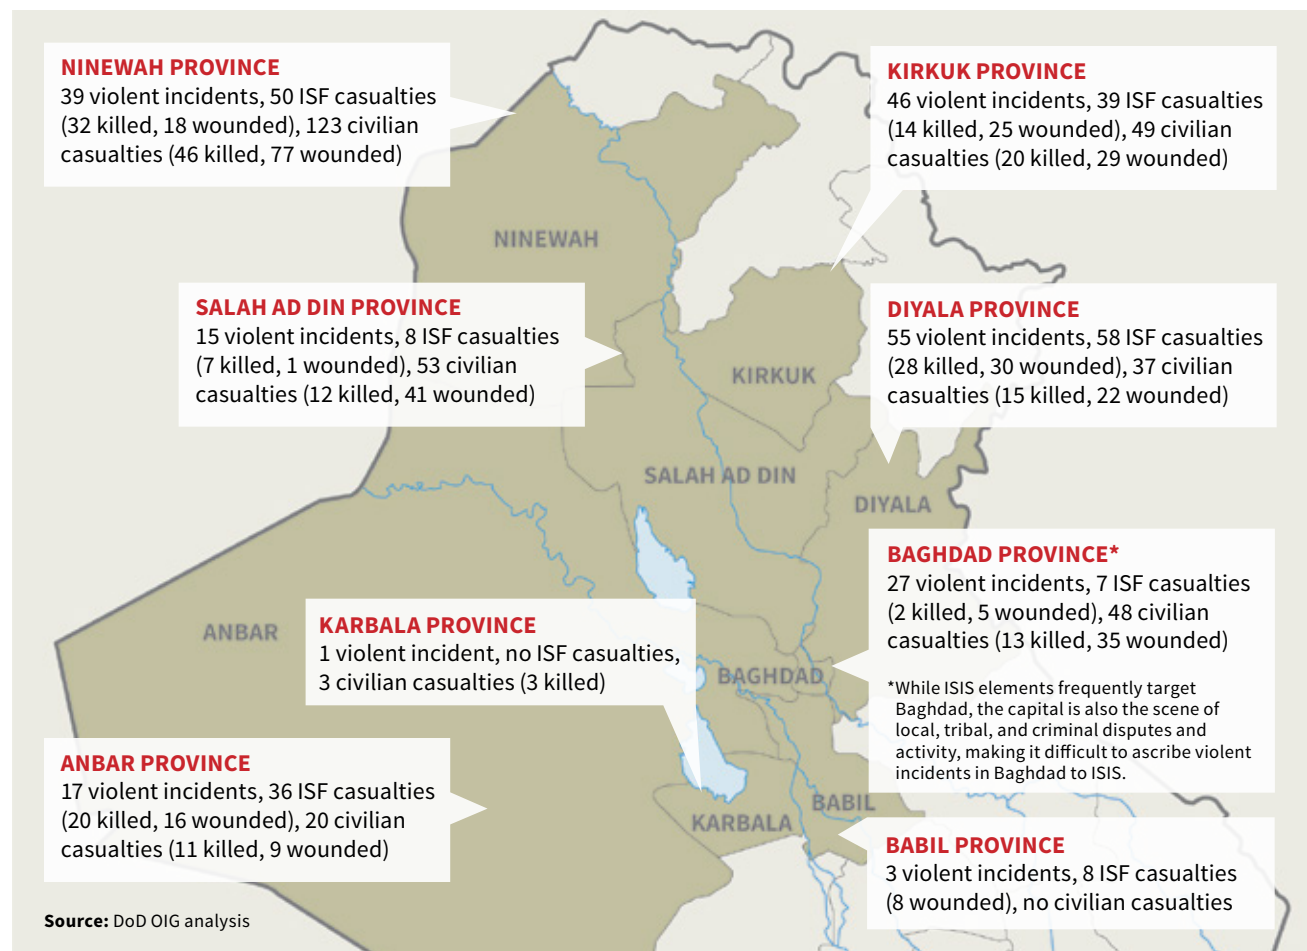 NINEWAH PROVINCE
39 violent incidents, 50 ISF casualties
(32 killed, 18 wounded), 123 civilian
casualties (46 killed, 77 wounded)
KIRKUK PROVINCE
46 violent incidents, 39 ISF casualties
(14 killed, 25 wounded), 49 civilian
casualties (20 killed, 29 wounded)
NINEWAH
SALAH AD DIN PROVINCE
15 violent incidents, 8 ISF casualties
(7 killed, 1 wounded), 53 civilian
casualties (12 killed, 41 wounded)
DIYALA PROVINCE
55 violent incidents, 58 ISF casualties
(28 killed, 30 wounded), 37 civilian
casualties (15 killed, 22 wounded)
KIRKUK
SALAH AD DIN
DIYALA
BAGHDAD PROVINCE*
27 violent incidents, 7 ISF casualties
(2 killed, 5 wounded), 48 civilian
casualties (13 killed, 35 wounded)
*While ISIS elements frequently target
Baghdad, the capital is also the scene of
local, tribal, and criminal disputes and
activity, making it difficult to ascribe violent
incidents in Baghdad to ISIS.
ANBAR
KARBALA PROVINCE
1 violent incident, no ISF casualties,
3 civilian casualties (3 killed)
BAGHDAD
ANBAR PROVINCE
17 violent incidents, 36 ISF casualties
(20 killed, 16 wounded), 20 civilian
casualties (11 killed, 9 wounded)
BABIL
KARBALA
BABIL PROVINCE
3 violent incidents, 8 ISF casualties
(8 wounded), no civilian casualties
Source: DoD OIG analysis